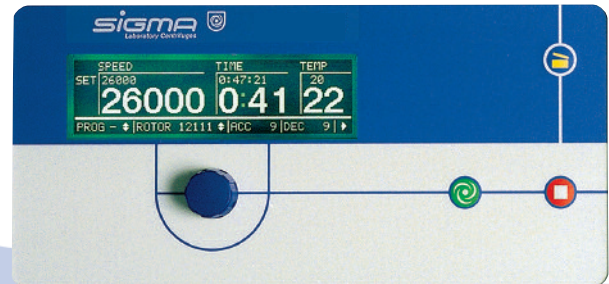 SIGMA
Laboratory Centrifuges
SPEED TIME TEMP
SET 26000 0:47:21 20
26000 0:41 22
PROG - ROTOR 12111 ACC 9 DEC 9